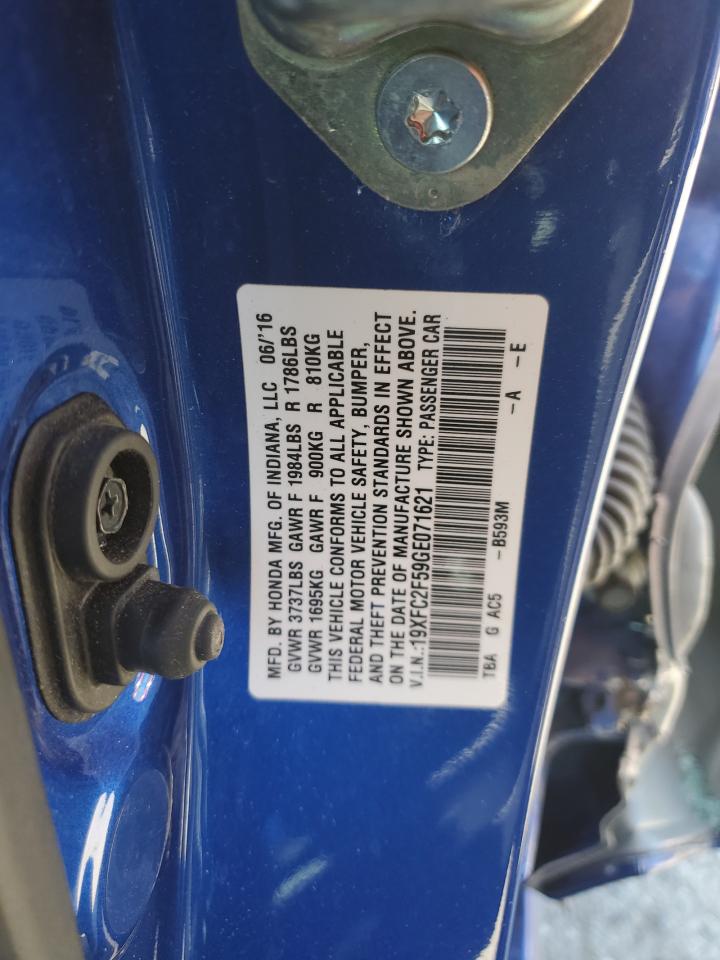 MFD. BY HONDA MFG. OF INDIANA, LLC 06/'16
GVWR 3737LBS GAWR F 1984LBS R 1786LBS
GVWR 1695KG GAWR F 900KG R 810KG
THIS VEHICLE CONFORMS TO ALL APPLICABLE
FEDERAL MOTOR VEHICLE SAFETY, BUMPER,
AND THEFT PREVENTION STANDARDS IN EFFECT
ON THE DATE OF MANUFACTURE SHOWN ABOVE.
V.I.N.:19XFC2F59GE071621 TYPE: PASSENGER CAR
TBA G AC5 -B593M -A -E